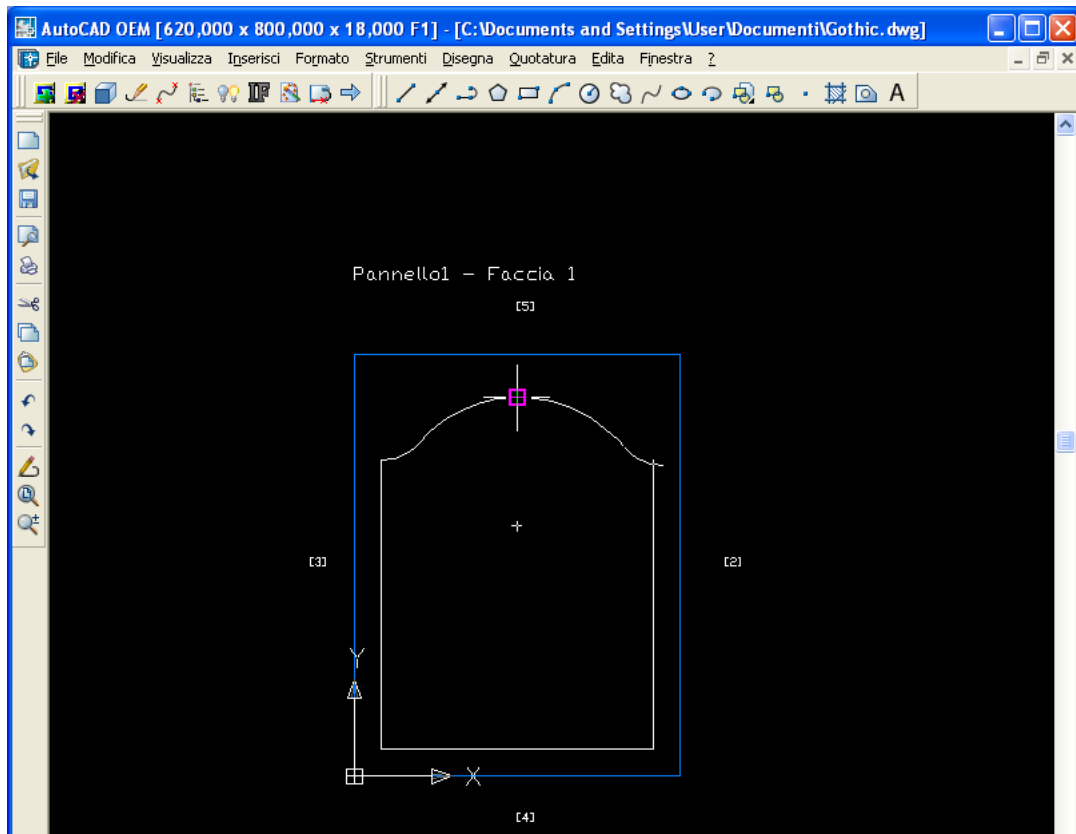 AutoCAD OEM [620,000 x 800,000 x 18,000 F1] - [C:\Documents and Settings\User\Documenti\Gothic.dwg]
File Modifica Visualizza Inserisci Formato Strumenti Disegna Quotatura Edita Finestra ?
A
Pannello1 - Faccia 1
[5]
[3] [2]
Y
X
[4]